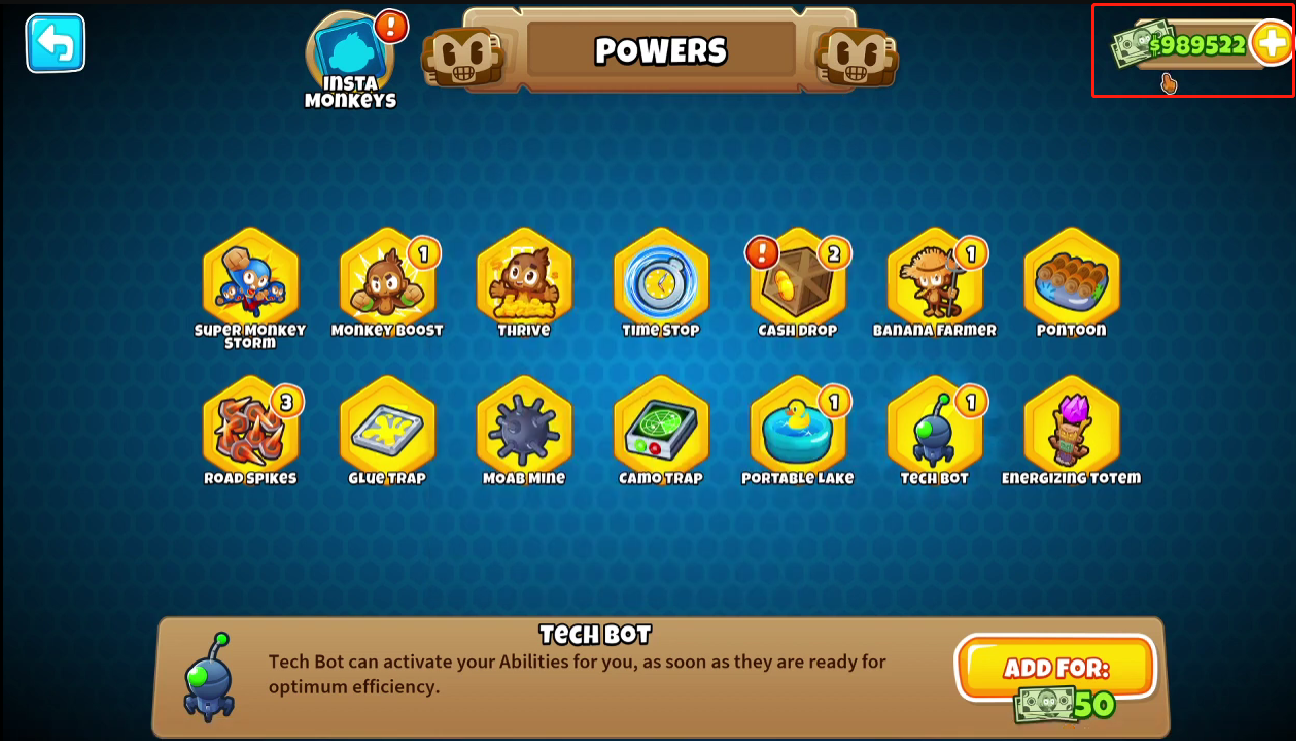 !
INSTA
MONKEYS
POWERS
$989522
SUPER MONKEY
STORM
1
MONKEY BOOST
THRIVE
TIME STOP
!
2
CASH DROP
1
BANANA FARMER
PONTOON
3
ROAD SPIKES
GLUE TRAP
MOAB MINE
CAMO TRAP
1
PORTABLE LAKE
1
TECH BOT
ENERGIZING TOTEM
TECH BOT
Tech Bot can activate your Abilities for you, as soon as they are ready for
optimum efficiency.
ADD FOR:
50